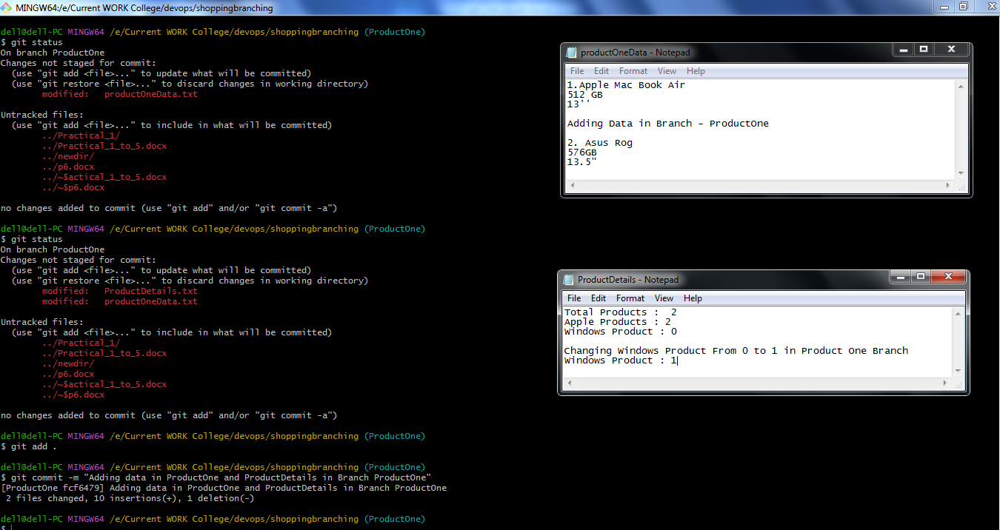 MINGW64:/e/Current WORK College/devops/shoppingbranching
dell@dell-PC MINGW64 /e/Current WORK College/devops/shoppingbranching (ProductOne)
$ git status
On branch ProductOne
Changes not staged for commit:
  (use "git add <file>..." to update what will be committed)
  (use "git restore <file>..." to discard changes in working directory)
        modified:   productOneData.txt
Untracked files:
  (use "git add <file>..." to include in what will be committed)
        ../Practical_1/
        ../Practical_1_to_5.docx
        ../newdir/
        ../p6.docx
        ../~$actical_1_to_5.docx
        ../~$p6.docx
no changes added to commit (use "git add" and/or "git commit -a")
dell@dell-PC MINGW64 /e/Current WORK College/devops/shoppingbranching (ProductOne)
$ git status
On branch ProductOne
Changes not staged for commit:
  (use "git add <file>..." to update what will be committed)
  (use "git restore <file>..." to discard changes in working directory)
        modified:   ProductDetails.txt
        modified:   productOneData.txt
Untracked files:
  (use "git add <file>..." to include in what will be committed)
        ../Practical_1/
        ../Practical_1_to_5.docx
        ../newdir/
        ../p6.docx
        ../~$actical_1_to_5.docx
        ../~$p6.docx
no changes added to commit (use "git add" and/or "git commit -a")
dell@dell-PC MINGW64 /e/Current WORK College/devops/shoppingbranching (ProductOne)
$ git add .
dell@dell-PC MINGW64 /e/Current WORK College/devops/shoppingbranching (ProductOne)
$ git commit -m "Adding data in ProductOne and ProductDetails in Branch ProductOne"
[ProductOne fcf6479] Adding data in ProductOne and ProductDetails in Branch ProductOne
 2 files changed, 10 insertions(+), 1 deletion(-)
dell@dell-PC MINGW64 /e/Current WORK College/devops/shoppingbranching (ProductOne)
$
productOneData - Notepad
File Edit Format View Help
1.Apple Mac Book Air
512 GB
13''
Adding Data in Branch - ProductOne
2. Asus Rog
576GB
13.5"
ProductDetails - Notepad
File Edit Format View Help
Total Products :  2
Apple Products : 2
Windows Product : 0
Changing Windows Product From 0 to 1 in Product One Branch
Windows Product : 1